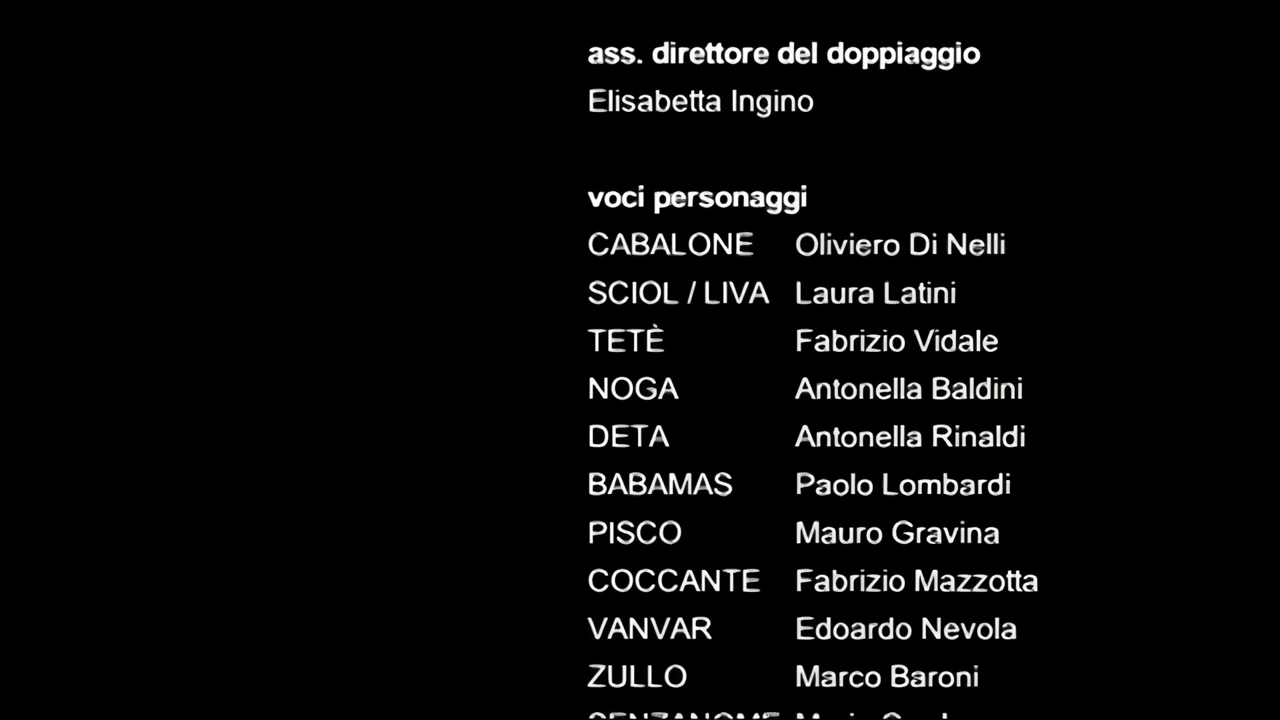 ass. direttore del doppiaggio
Elisabetta Ingino
voci personaggi
CABALONE Oliviero Di Nelli
SCIOL / LIVA Laura Latini
TETÈ Fabrizio Vidale
NOGA Antonella Baldini
DETA Antonella Rinaldi
BABAMAS Paolo Lombardi
PISCO Mauro Gravina
COCCANTE Fabrizio Mazzotta
VANVAR Edoardo Nevola
ZULLO Marco Baroni